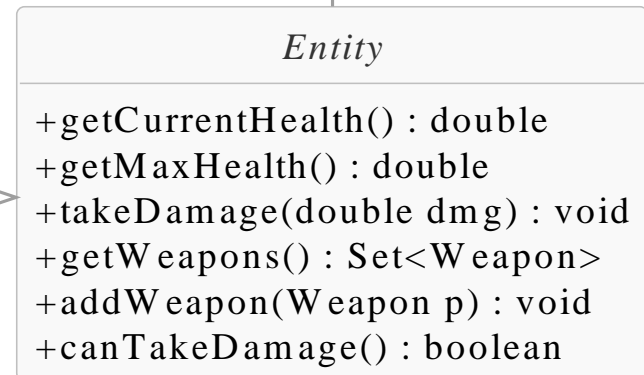 Entity
+getCurrentHealth() : double
+getMaxHealth() : double
+takeDamage(double dmg) : void
+getWeapons() : Set<Weapon>
+addWeapon(Weapon p) : void
+canTakeDamage() : boolean